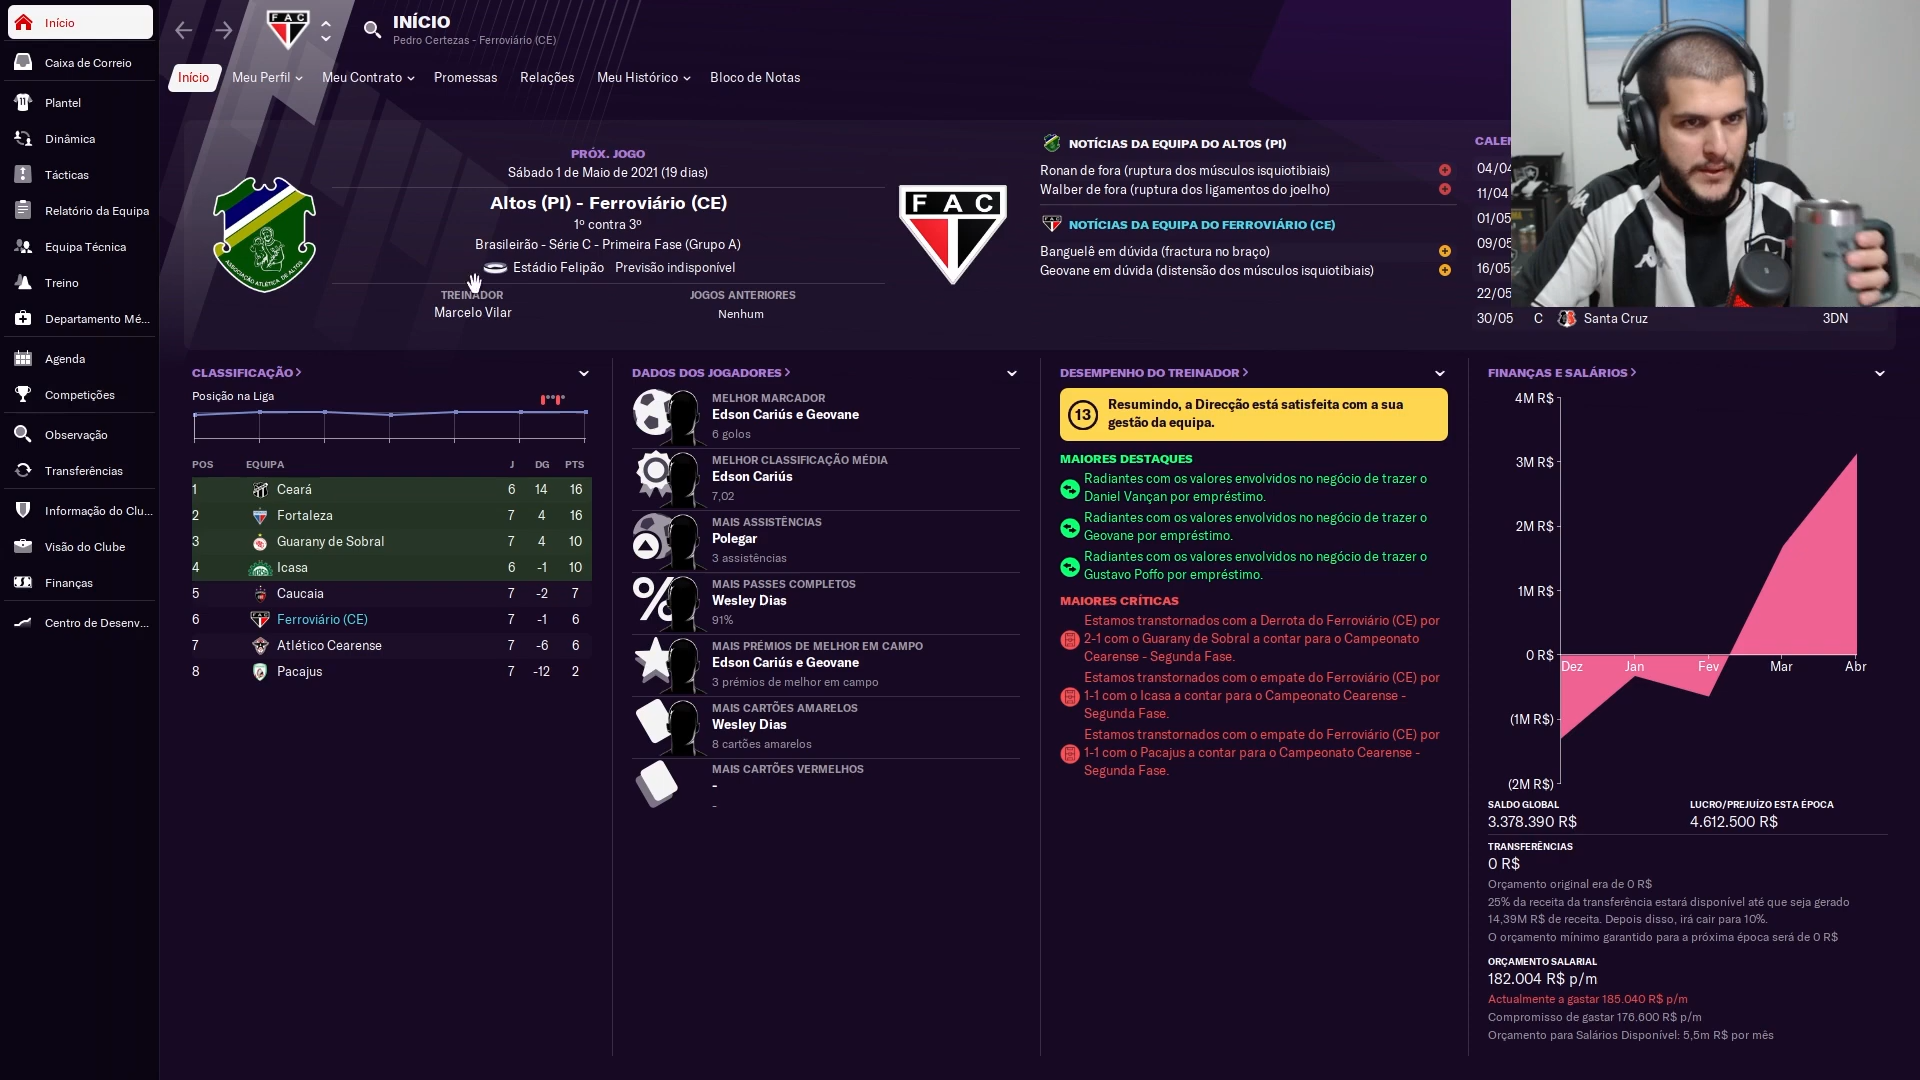 Início
Caixa de Correio
Plantel
Dinâmica
Tácticas
Relatório da Equipa
Equipa Técnica
Treino
Departamento Mé...
Agenda
Competições
Observação
Transferências
Informação do Clu...
Visão do Clube
Finanças
Centro de Desenv...
FAC
INÍCIO
Pedro Certezas - Ferroviário (CE)
Início
Meu Perfil
Meu Contrato
Promessas
Relações
Meu Histórico
Bloco de Notas
PRÓX. JOGO
Sábado 1 de Maio de 2021 (19 dias)
Altos (PI) - Ferroviário (CE)
1º contra 3º
Brasileirão - Série C - Primeira Fase (Grupo A)
Estádio Felipão Previsão indisponível
TREINADOR
Marcelo Vilar
JOGOS ANTERIORES
Nenhum
ASSOCIAÇÃO ATLÉTICA DE ALTOS
FAC
NOTÍCIAS DA EQUIPA DO ALTOS (PI)
Ronan de fora (ruptura dos músculos isquiotibiais)
Walber de fora (ruptura dos ligamentos do joelho)
NOTÍCIAS DA EQUIPA DO FERROVIÁRIO (CE)
Banguelê em dúvida (fractura no braço)
Geovane em dúvida (distensão dos músculos isquiotibiais)
CALEN
04/04
11/04
01/05
09/05
16/05
22/05
30/05 C Santa Cruz 3DN
CLASSIFICAÇÃO
Posição na Liga
POS EQUIPA J DG PTS
1 Ceará 6 14 16
2 Fortaleza 7 4 16
3 Guarany de Sobral 7 4 10
4 Icasa 6 -1 10
5 Caucaia 7 -2 7
6 Ferroviário (CE) 7 -1 6
7 Atlético Cearense 7 -6 6
8 Pacajus 7 -12 2
DADOS DOS JOGADORES
MELHOR MARCADOR
Edson Cariús e Geovane
6 golos
MELHOR CLASSIFICAÇÃO MÉDIA
Edson Cariús
7,02
MAIS ASSISTÊNCIAS
Polegar
3 assistências
MAIS PASSES COMPLETOS
Wesley Dias
91%
MAIS PRÉMIOS DE MELHOR EM CAMPO
Edson Cariús e Geovane
3 prémios de melhor em campo
MAIS CARTÕES AMARELOS
Wesley Dias
8 cartões amarelos
MAIS CARTÕES VERMELHOS
-
-
DESEMPENHO DO TREINADOR
13
Resumindo, a Direcção está satisfeita com a sua
gestão da equipa.
MAIORES DESTAQUES
Radiantes com os valores envolvidos no negócio de trazer o
Daniel Vançan por empréstimo.
Radiantes com os valores envolvidos no negócio de trazer o
Geovane por empréstimo.
Radiantes com os valores envolvidos no negócio de trazer o
Gustavo Poffo por empréstimo.
MAIORES CRÍTICAS
Estamos transtornados com a Derrota do Ferroviário (CE) por
2-1 com o Guarany de Sobral a contar para o Campeonato
Cearense - Segunda Fase.
Estamos transtornados com o empate do Ferroviário (CE) por
1-1 com o Icasa a contar para o Campeonato Cearense -
Segunda Fase.
Estamos transtornados com o empate do Ferroviário (CE) por
1-1 com o Pacajus a contar para o Campeonato Cearense -
Segunda Fase.
FINANÇAS E SALÁRIOS
4M R$
3M R$
2M R$
1M R$
0 R$
(1M R$)
(2M R$)
Dez Jan Fev Mar Abr
SALDO GLOBAL
3.378.390 R$
LUCRO/PREJUÍZO ESTA ÉPOCA
4.612.500 R$
TRANSFERÊNCIAS
0 R$
Orçamento original era de 0 R$
25% da receita da transferência estará disponível até que seja gerado
14,39M R$ de receita. Depois disso, irá cair para 10%.
O orçamento mínimo garantido para a próxima época será de 0 R$
ORÇAMENTO SALARIAL
182.004 R$ p/m
Actualmente a gastar 185.040 R$ p/m
Compromisso de gastar 176.600 R$ p/m
Orçamento para Salários Disponível: 5,5m R$ por mês